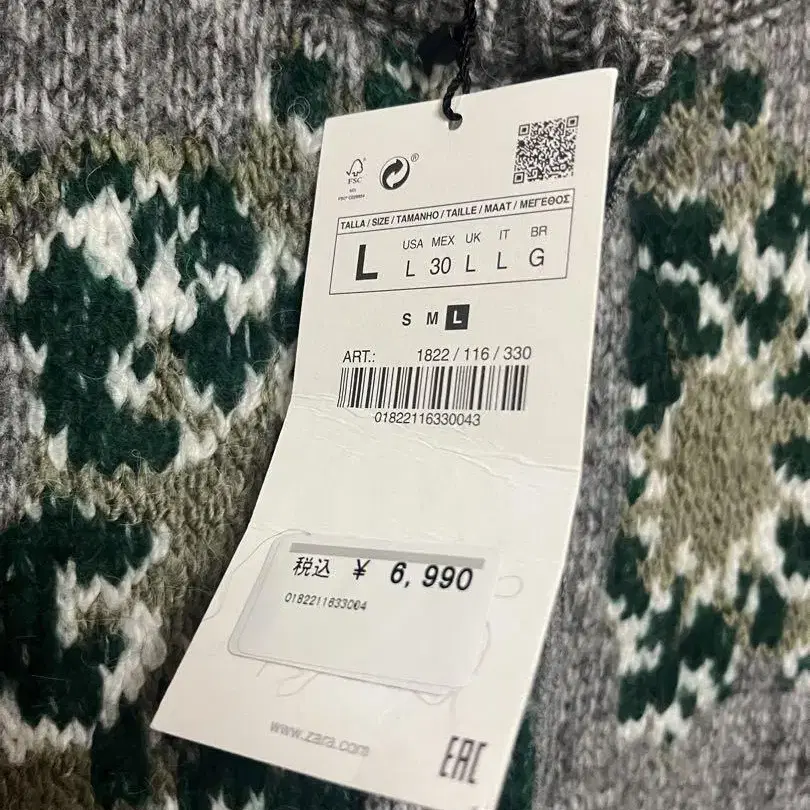 FSC
®
TALLA / SIZE / TAMANHO / TAILLE / MAAT / ΜΕΓΕΘΟΣ
L
USA MEX UK IT BR
L 30 L L G
S M L
ART.: 1822 / 116 / 330
01822116330043
税込 ¥ 6,990
0182211633004
www.zara.com
EAC